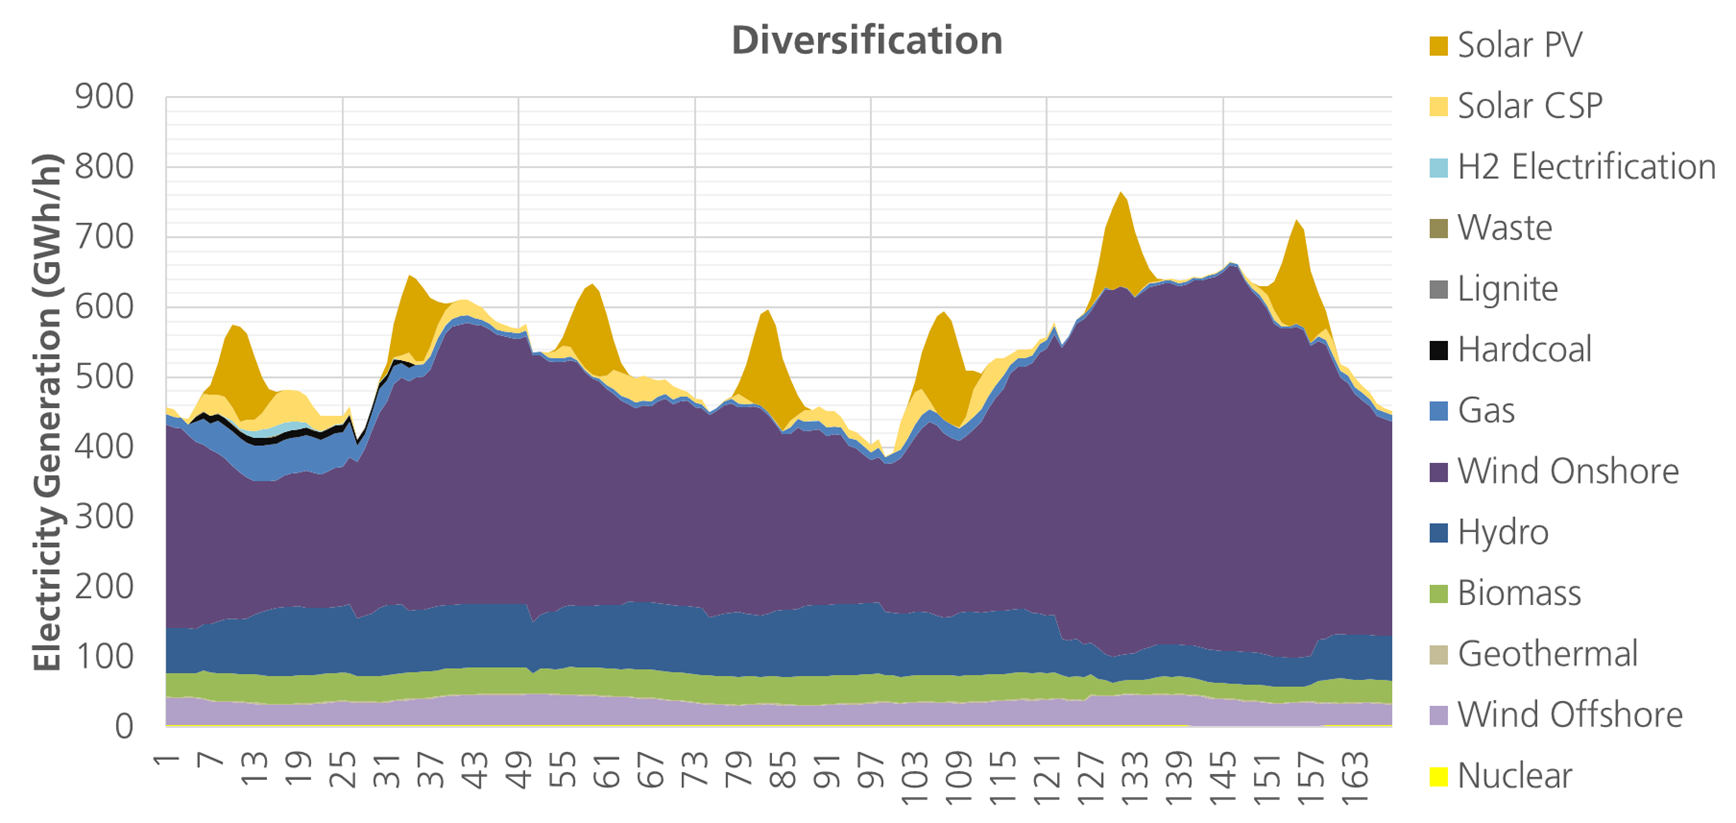 Diversification
Electricity Generation (GWh/h)
900
800
700
600
500
400
300
200
100
0
1 7 13 19 25 31 37 43 49 55 61 67 73 79 85 91 97 103 109 115 121 127 133 139 145 151 157 163
Solar PV
Solar CSP
H2 Electrification
Waste
Lignite
Hardcoal
Gas
Wind Onshore
Hydro
Biomass
Geothermal
Wind Offshore
Nuclear